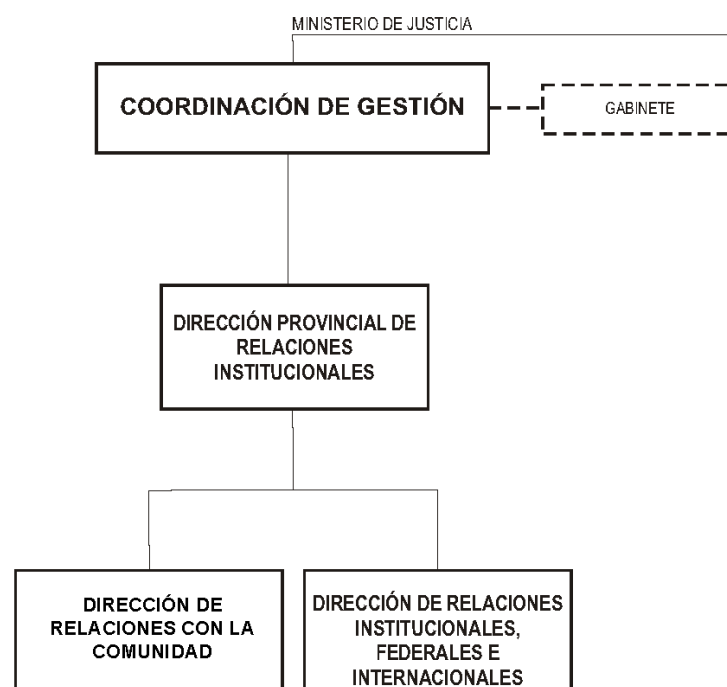 MINISTERIO DE JUSTICIA
COORDINACIÓN DE GESTIÓN
GABINETE
DIRECCIÓN PROVINCIAL DE
RELACIONES
INSTITUCIONALES
DIRECCIÓN DE
RELACIONES CON LA
COMUNIDAD
DIRECCIÓN DE RELACIONES
INSTITUCIONALES,
FEDERALES E
INTERNACIONALES